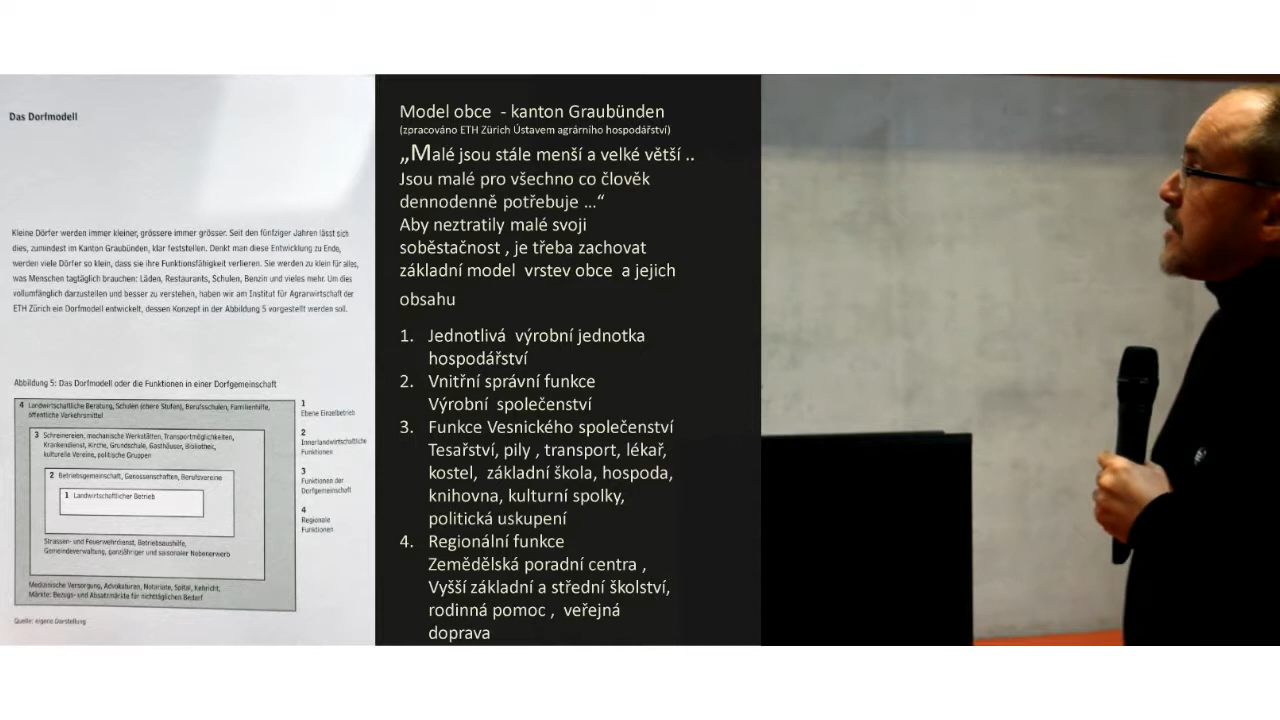 Das Dorfmodell
Kleine Dörfer werden immer kleiner, grössere immer grösser. Seit den fünfziger Jahren lässt sich
dies, zumindest im Kanton Graubünden, klar feststellen. Denkt man diese Entwicklung zu Ende,
werden viele Dörfer so klein, dass sie ihre Funktionsfähigkeit verlieren. Sie werden zu klein für alles,
was Menschen tagtäglich brauchen: Läden, Restaurants, Schulen, Benzin und vieles mehr. Um dies
vollumfänglich darzustellen und besser zu verstehen, haben wir am Institut für Agrarwirtschaft der
ETH Zürich ein Dorfmodell entwickelt, dessen Konzept in der Abbildung 5 vorgestellt werden soll.
Abbildung 5: Das Dorfmodell oder die Funktionen in einer Dorfgemeinschaft
4 Landwirtschaftliche Beratung, Schulen (obere Stufen), Berufsschulen, Familienhilfe,
öffentliche Verkehrsmittel
3 Schreinereien, mechanische Werkstätten, Transportmöglichkeiten,
Krankendienst, Kirche, Grundschule, Gasthäuser, Bibliothek,
kulturelle Vereine, politische Gruppen
2 Betriebsgemeinschaft, Genossenschaften, Berufsvereine
1 Landwirtschaftlicher Betrieb
Strassen- und Feuerwehrdienst, Betriebsaushilfe,
Gemeindeverwaltung, ganzjähriger und saisonaler Nebenerwerb
Medizinische Versorgung, Advokaturen, Notariate, Spital, Kehricht,
Märkte: Bezugs- und Absatzmärkte für nichttäglichen Bedarf
1
Ebene Einzelbetrieb
2
Innerlandwirtschaftliche
Funktionen
3
Funktionen der
Dorfgemeinschaft
4
Regionale
Funktionen
Quelle: eigene Darstellung
Model obce - kanton Graubünden
(zpracováno ETH Zürich Ústavem agrárního hospodářství)
„Malé jsou stále menší a velké větší ..
Jsou malé pro všechno co člověk
dennodenně potřebuje …“
Aby neztratily malé svoji
soběstačnost , je třeba zachovat
základní model vrstev obce a jejich
obsahu
1. Jednotlivá výrobní jednotka
hospodářství
2. Vnitřní správní funkce
Výrobní společenství
3. Funkce Vesnického společenství
Tesařství, pily , transport, lékař,
kostel, základní škola, hospoda,
knihovna, kulturní spolky,
politická uskupení
4. Regionální funkce
Zemědělská poradní centra ,
Vyšší základní a střední školství,
rodinná pomoc , veřejná
doprava